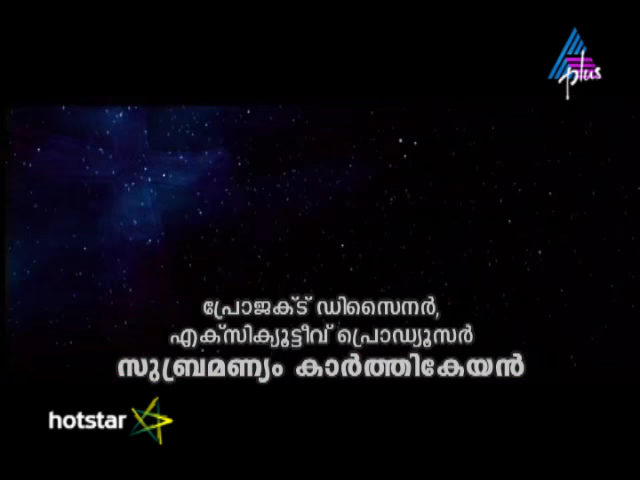 plus
പ്രോജക്ട് ഡിസൈനർ,
എക്സിക്യൂട്ടീവ് പ്രൊഡ്യൂസർ
സുബ്രമണ്യം കാർത്തികേയൻ
hotstar